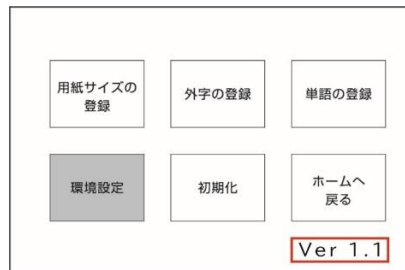 用紙サイズの
登録
外字の登録
単語の登録
環境設定
初期化
ホームへ
戻る
Ver 1.1